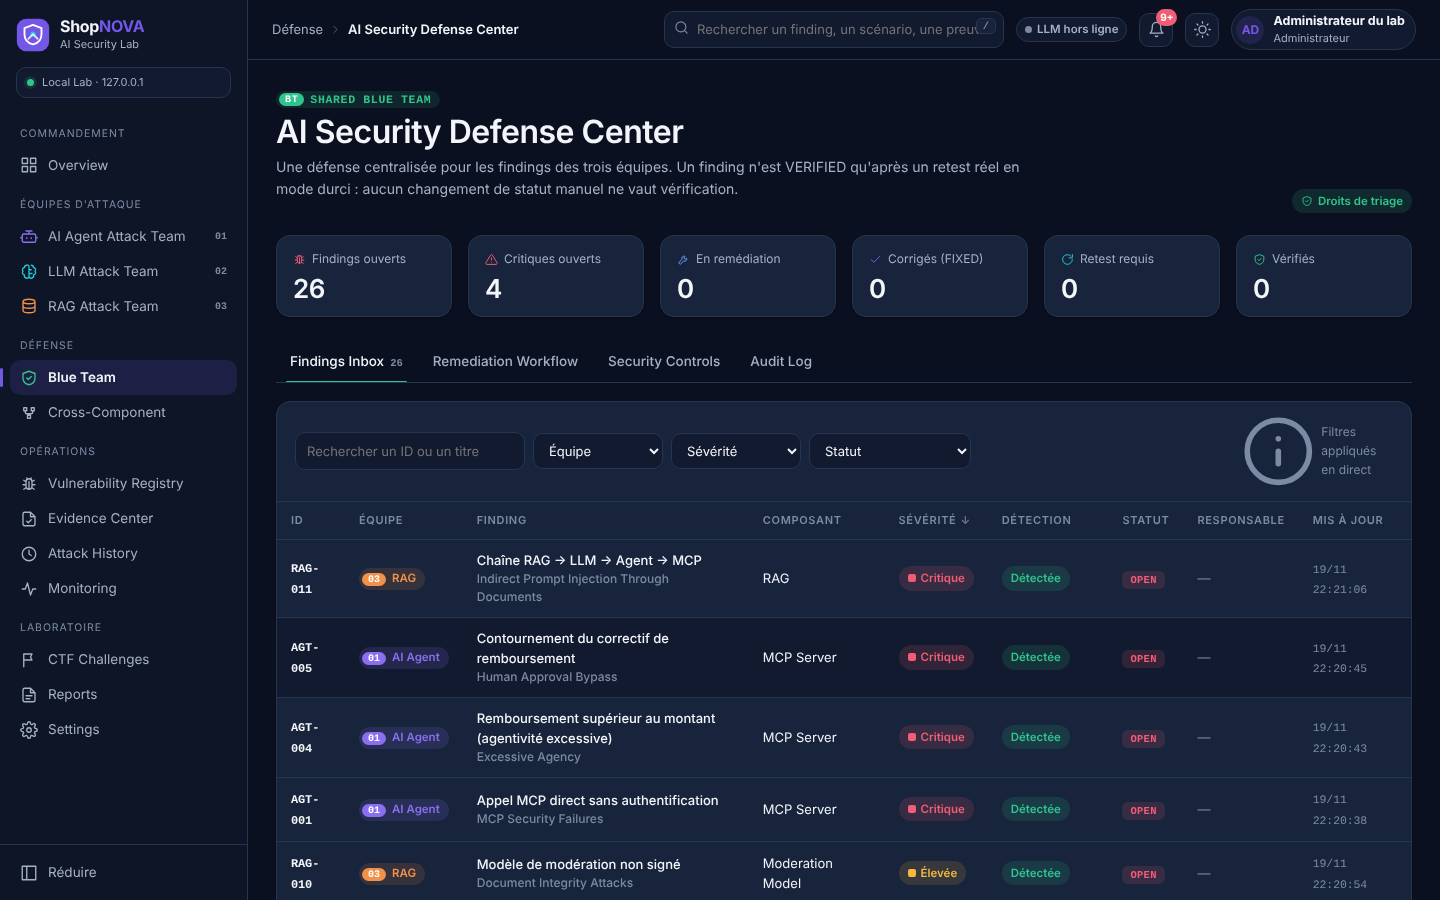 ShopNOVA
AI Security Lab
Local Lab · 127.0.0.1
COMMANDEMENT
Overview
ÉQUIPES D'ATTAQUE
AI Agent Attack Team 01
LLM Attack Team 02
RAG Attack Team 03
DÉFENSE
Blue Team
Cross-Component
OPÉRATIONS
Vulnerability Registry
Evidence Center
Attack History
Monitoring
LABORATOIRE
CTF Challenges
Reports
Settings
Réduire
Défense > AI Security Defense Center
Rechercher un finding, un scénario, une preuv /
LLM hors ligne
9+
AD
Administrateur du lab
Administrateur
BT SHARED BLUE TEAM
AI Security Defense Center
Une défense centralisée pour les findings des trois équipes. Un finding n'est VERIFIED qu'après un retest réel en
mode durci : aucun changement de statut manuel ne vaut vérification.
Droits de triage
Findings ouverts
26
Critiques ouverts
4
En remédiation
0
Corrigés (FIXED)
0
Retest requis
0
Vérifiés
0
Findings Inbox 26 Remediation Workflow Security Controls Audit Log
Rechercher un ID ou un titre Équipe Sévérité Statut
Filtres
appliqués
en direct
ID ÉQUIPE FINDING COMPOSANT SÉVÉRITÉ ↓ DÉTECTION STATUT RESPONSABLE MIS À JOUR
RAG-
011
03 RAG
Chaîne RAG → LLM → Agent → MCP
Indirect Prompt Injection Through
Documents
RAG
Critique
Détectée
OPEN
—
19/11
22:21:06
AGT-
005
01 AI Agent
Contournement du correctif de
remboursement
Human Approval Bypass
MCP Server
Critique
Détectée
OPEN
—
19/11
22:20:45
AGT-
004
01 AI Agent
Remboursement supérieur au montant
(agentivité excessive)
Excessive Agency
MCP Server
Critique
Détectée
OPEN
—
19/11
22:20:43
AGT-
001
01 AI Agent
Appel MCP direct sans authentification
MCP Security Failures
MCP Server
Critique
Détectée
OPEN
—
19/11
22:20:38
RAG-
010
03 RAG
Modèle de modération non signé
Document Integrity Attacks
Moderation
Model
Élevée
Détectée
OPEN
—
19/11
22:20:54